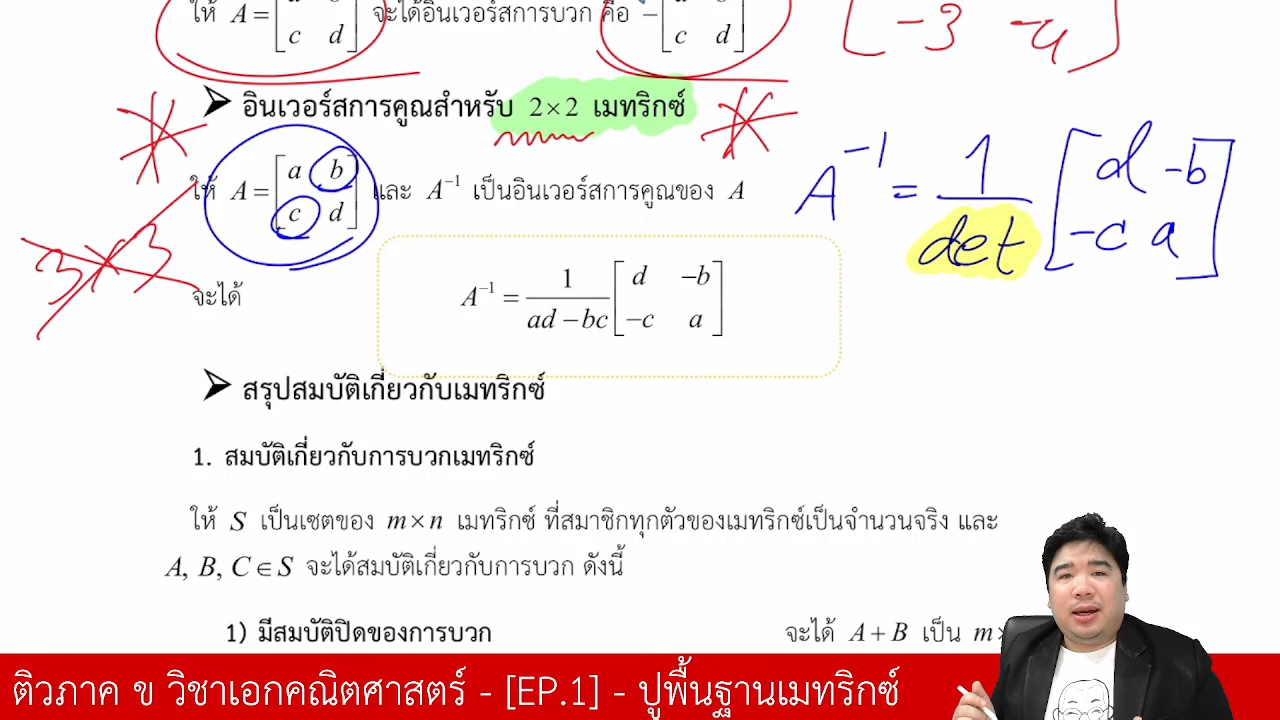 ให้ A = [ c d ] จะได้อินเวอร์สการบวก คือ -[ c d ]
[ -3 -4 ]
➢ อินเวอร์สการคูณสำหรับ 2×2 เมทริกซ์
ให้ A = [ a b c d ] และ A⁻¹ เป็นอินเวอร์สการคูณของ A
A⁻¹ = 1/det [ d -b -c a ]
3×3
จะได้
A⁻¹ = 1/(ad - bc) [ d -b -c a ]
➢ สรุปสมบัติเกี่ยวกับเมทริกซ์
1. สมบัติเกี่ยวกับการบวกเมทริกซ์
ให้ S เป็นเซตของ m×n เมทริกซ์ ที่สมาชิกทุกตัวของเมทริกซ์เป็นจำนวนจริง และ
A, B, C ∈ S จะได้สมบัติเกี่ยวกับการบวก ดังนี้
1) มีสมบัติปิดของการบวก จะได้ A + B เป็น m×
ติวภาค ข วิชาเอกคณิตศาสตร์ - [EP.1] - ปูพื้นฐานเมทริกซ์